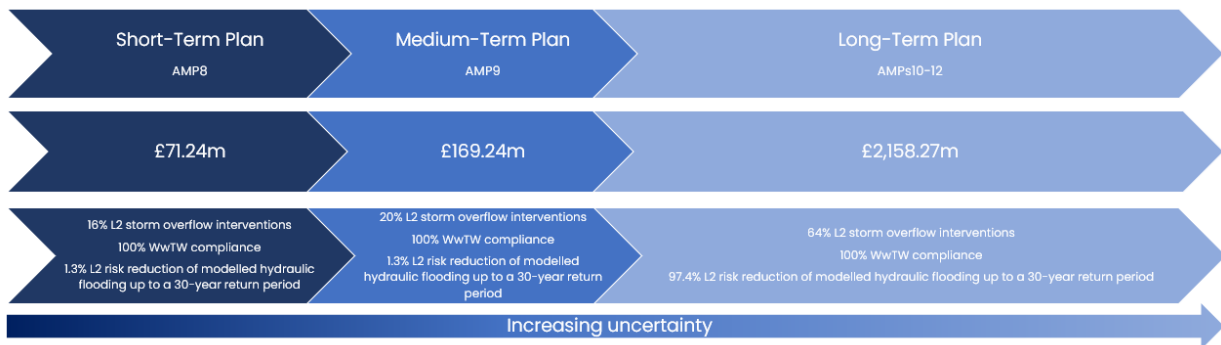 Short-Term Plan
AMP8
Medium-Term Plan
AMP9
Long-Term Plan
AMPs10-12
£71.24m
£169.24m
£2,158.27m
16% L2 storm overflow interventions
100% WwTW compliance
1.3% L2 risk reduction of modelled hydraulic
flooding up to a 30-year return period
20% L2 storm overflow interventions
100% WwTW compliance
1.3% L2 risk reduction of modelled
hydraulic flooding up to a 30-year return
period
64% L2 storm overflow interventions
100% WwTW compliance
97.4% L2 risk reduction of modelled hydraulic flooding up to a 30-year return period
Increasing uncertainty